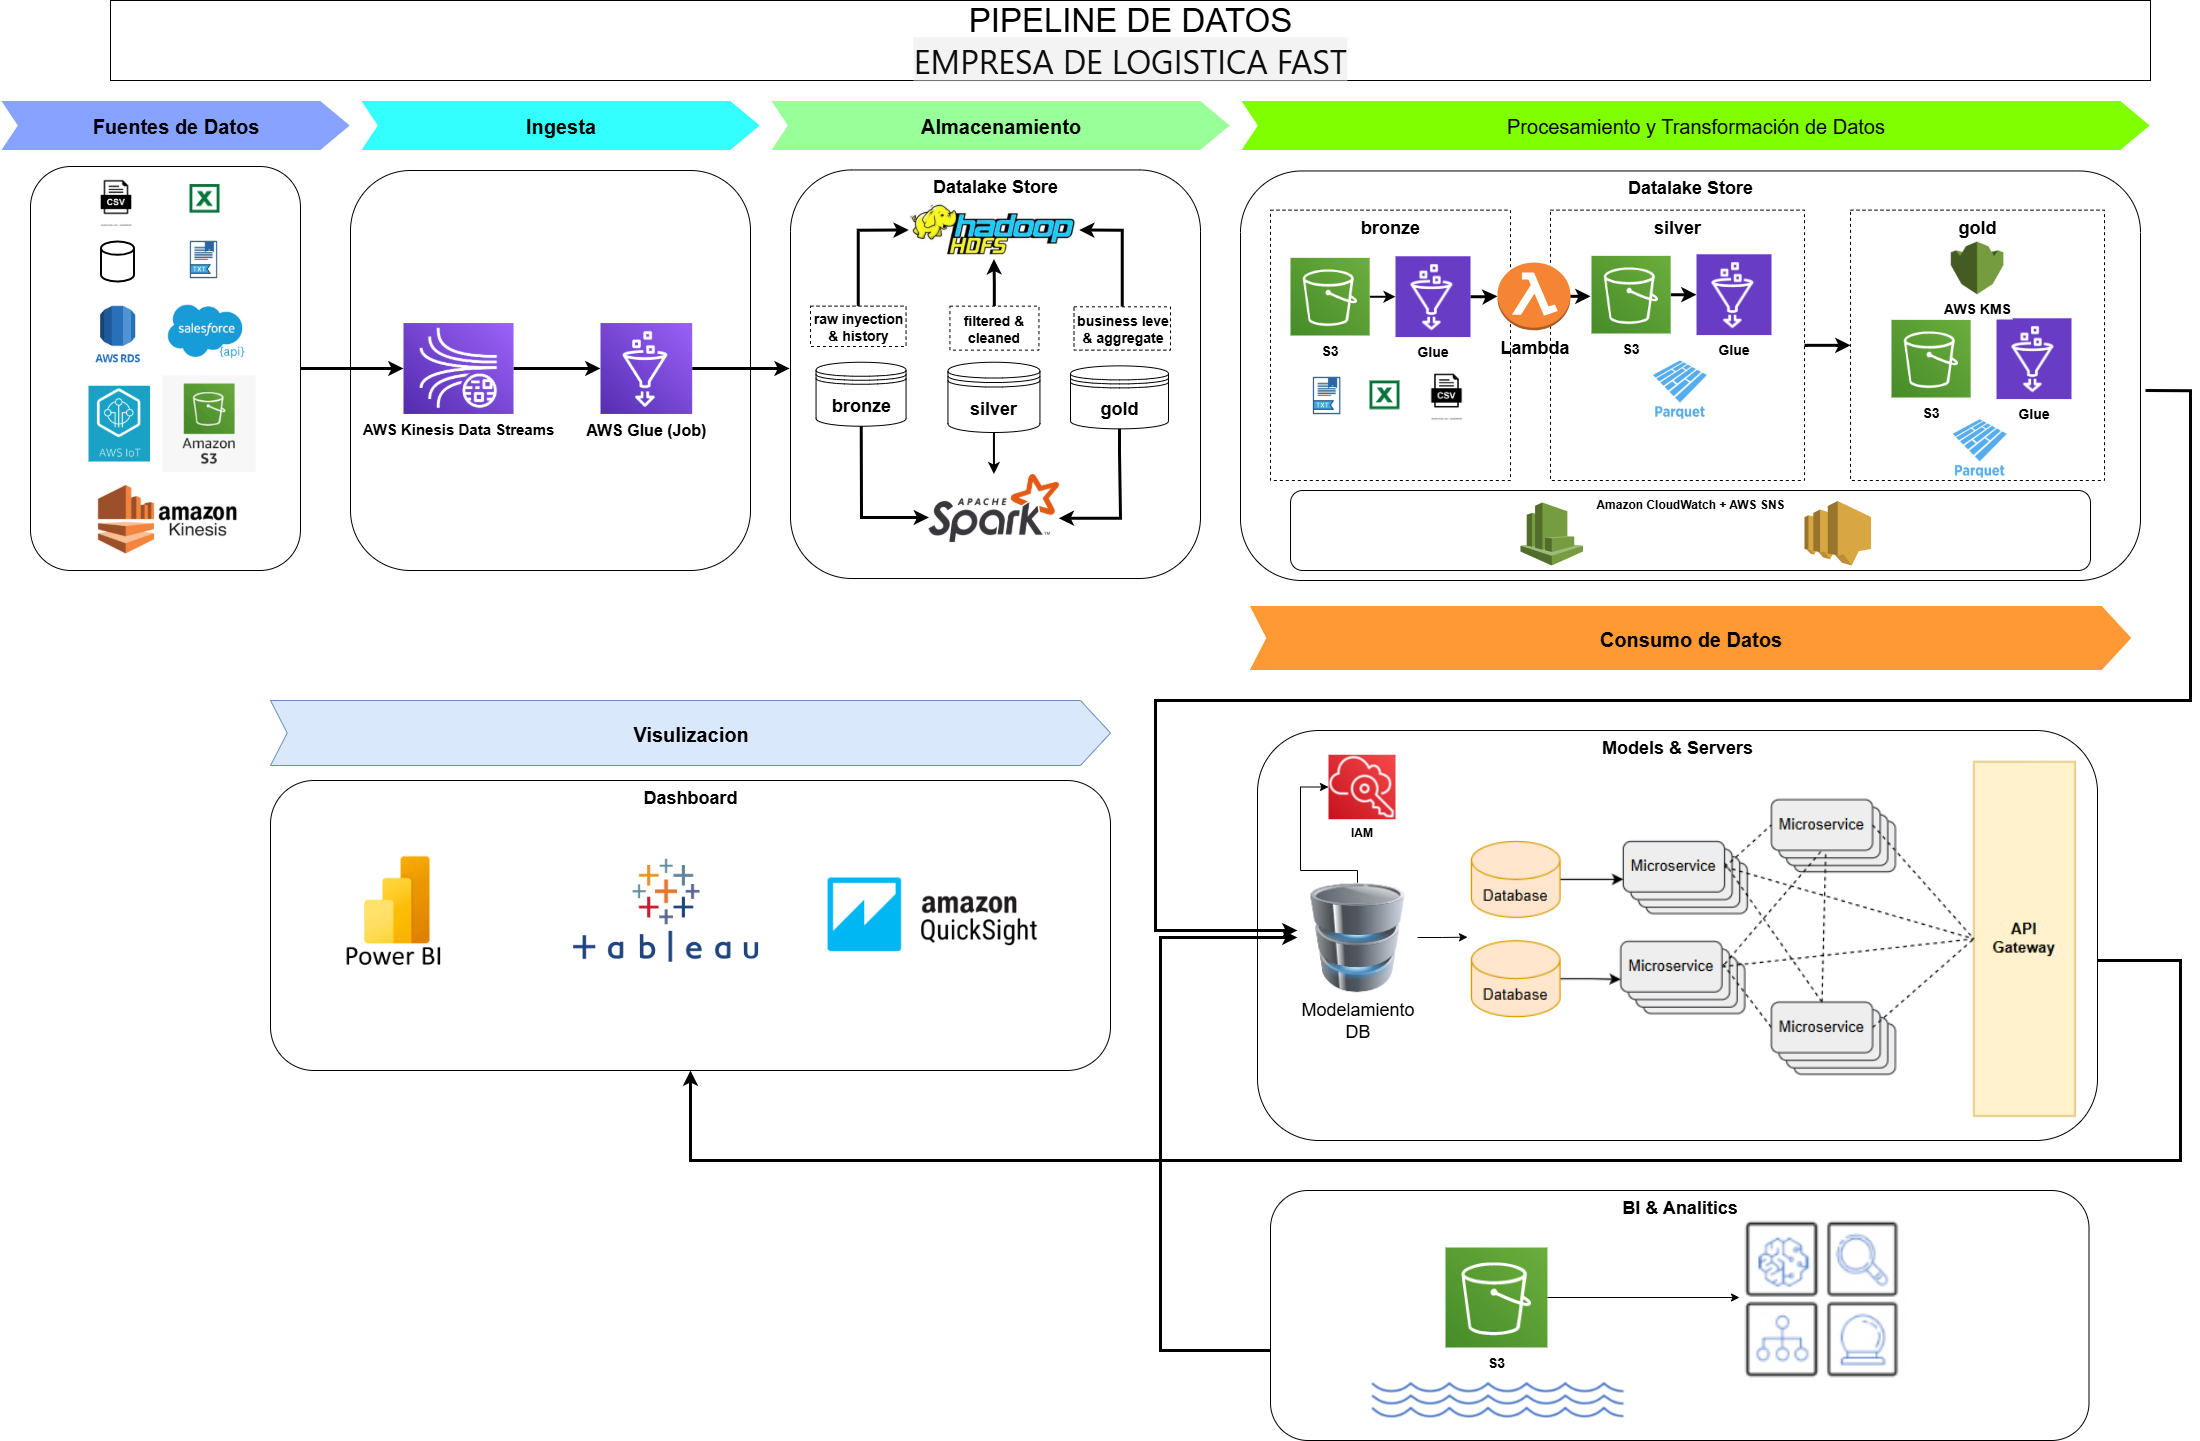 PIPELINE DE DATOS
EMPRESA DE LOGISTICA FAST
Fuentes de Datos
Ingesta
Almacenamiento
Procesamiento y Transformación de Datos
CSV
X
TXT
AWS RDS
salesforce
{api}
AWS IoT
Amazon
S3
amazon
Kinesis
AWS Kinesis Data Streams
AWS Glue (Job)
Datalake Store
hadoop
HDFS
raw inyection
& history
filtered &
cleaned
business leve
& aggregate
bronze
silver
gold
APACHE
Spark
Datalake Store
bronze
S3
Glue
TXT
X
CSV
Lambda
silver
S3
Glue
Parquet
gold
AWS KMS
S3
Glue
Parquet
Amazon CloudWatch + AWS SNS
Consumo de Datos
Visulizacion
Dashboard
Power BI
+ableau
amazon
QuickSight
Models & Servers
IAM
Modelamiento
DB
Database
Database
Microservice
Microservice
Microservice
Microservice
API
Gateway
BI & Analitics
S3